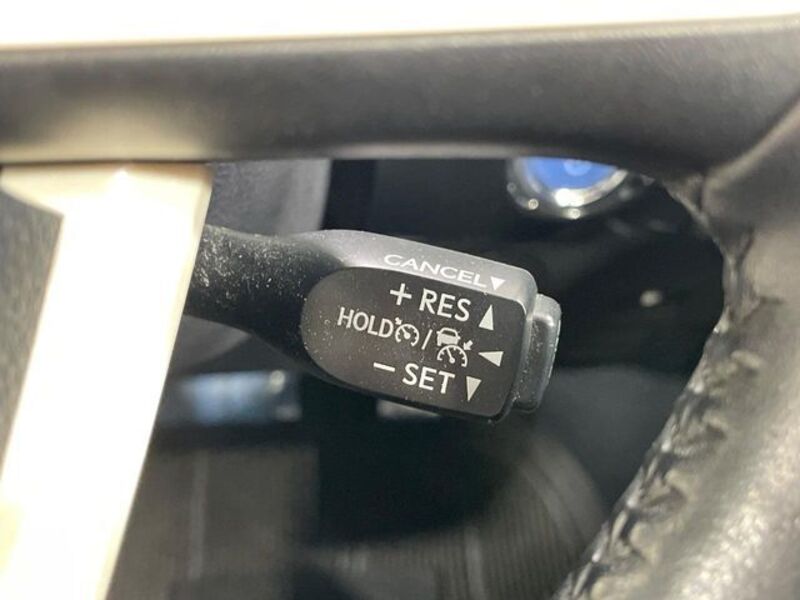 CANCEL▼
+ RES ▲
HOLD / ◄
− SET ▼